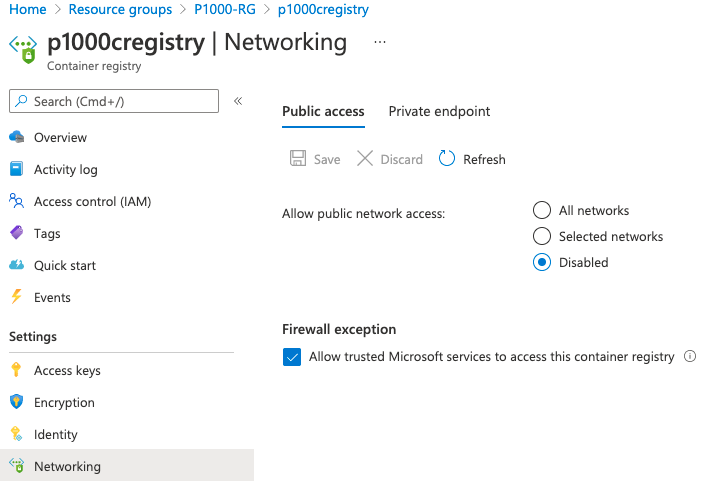 Home > Resource groups > P1000-RG > p1000cregistry
p1000cregistry | Networking ...
Container registry
Search (Cmd+/) «
Overview
Activity log
Access control (IAM)
Tags
Quick start
Events
Settings
Access keys
Encryption
Identity
Networking
Public access Private endpoint
Save Discard Refresh
Allow public network access:
All networks
Selected networks
Disabled
Firewall exception
Allow trusted Microsoft services to access this container registry